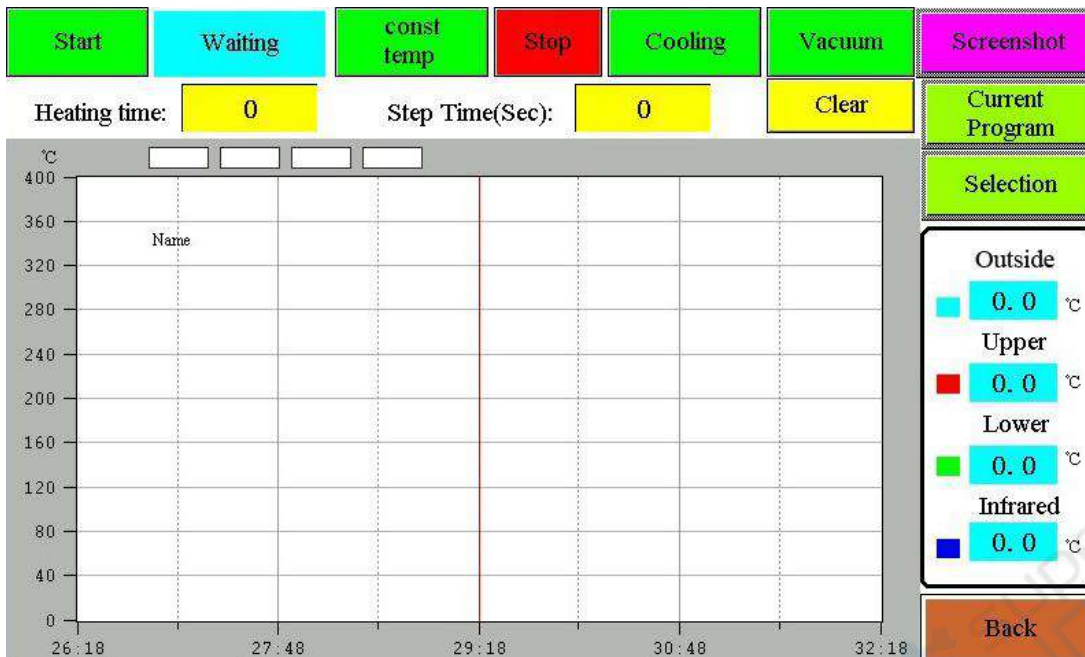 Start
Waiting
const
temp
Stop
Cooling
Vacuum
Screenshot
Heating time:
0
Step Time(Sec):
0
Clear
Current
Program
Selection
℃
400
360
320
280
240
200
160
120
80
40
0
Name
26:18
27:48
29:18
30:48
32:18
Outside
0. 0 ℃
Upper
0. 0 ℃
Lower
0. 0 ℃
Infrared
0. 0 ℃
Back